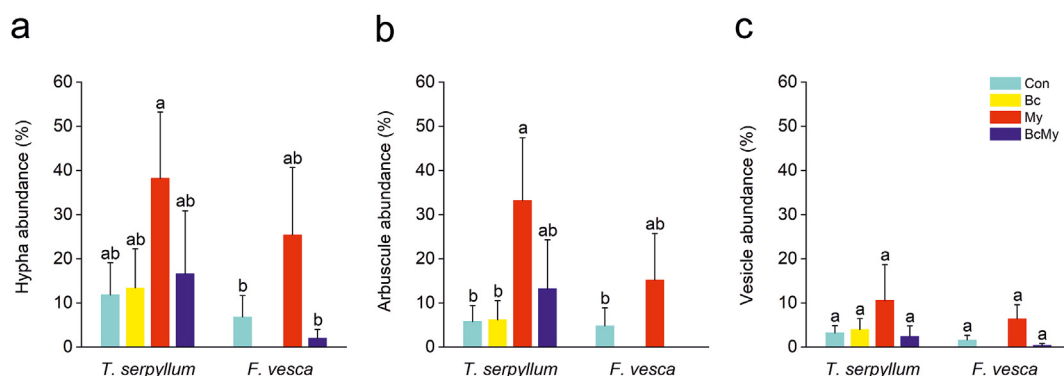 a
60
50
40
30
20
10
0
Hypha abundance (%)
ab
ab
a
ab
b
ab
b
T. serpyllum
F. vesca
b
60
50
40
30
20
10
0
Arbuscule abundance (%)
b
b
a
ab
b
ab
T. serpyllum
F. vesca
c
60
50
40
30
20
10
0
Vesicle abundance (%)
a
a
a
a
a
a
a
T. serpyllum
F. vesca
Con
Bc
My
BcMy